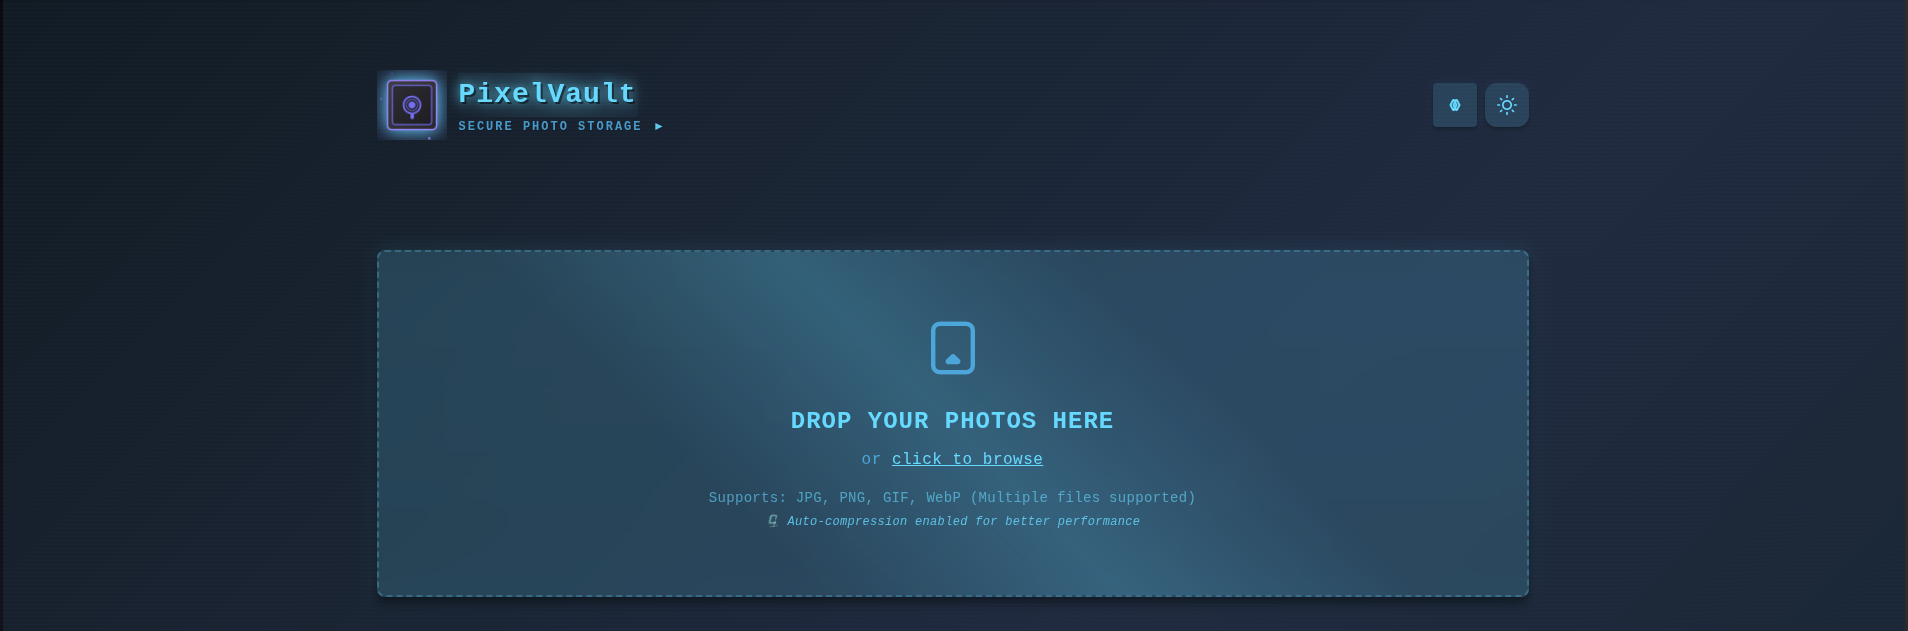 PixelVault
SECURE PHOTO STORAGE ►
DROP YOUR PHOTOS HERE
or click to browse
Supports: JPG, PNG, GIF, WebP (Multiple files supported)
Auto-compression enabled for better performance